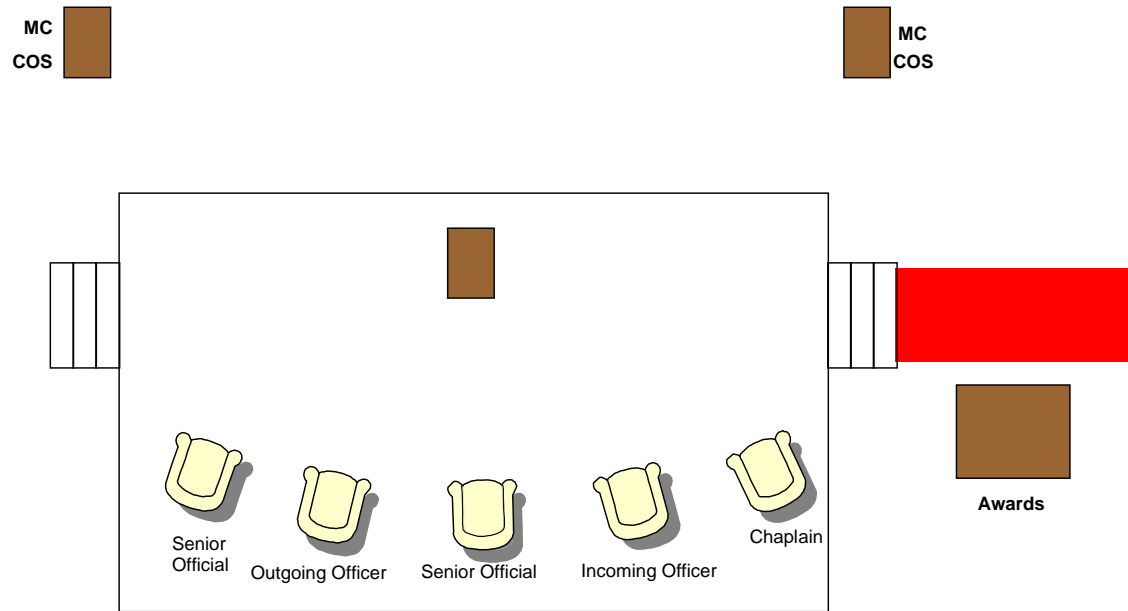 MC
COS
MC
COS
Senior
Official
Outgoing Officer
Senior Official
Incoming Officer
Chaplain
Awards